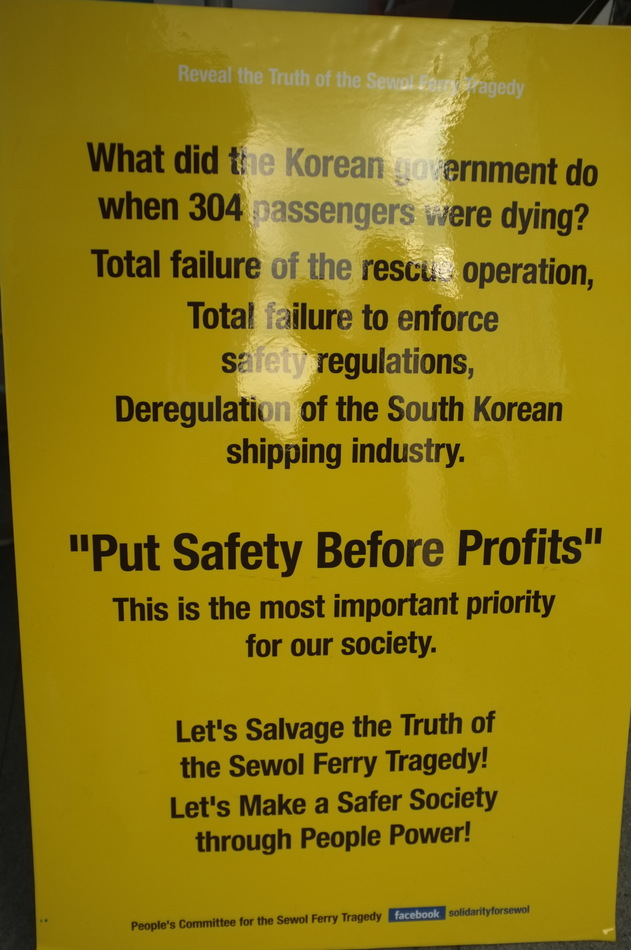 Reveal the Truth of the Sewol Ferry Tragedy
What did the Korean government do
when 304 passengers were dying?
Total failure of the rescue operation,
Total failure to enforce
safety regulations,
Deregulation of the South Korean
shipping industry.
"Put Safety Before Profits"
This is the most important priority
for our society.
Let's Salvage the Truth of
the Sewol Ferry Tragedy!
Let's Make a Safer Society
through People Power!
People's Committee for the Sewol Ferry Tragedy facebook solidarityforsewol